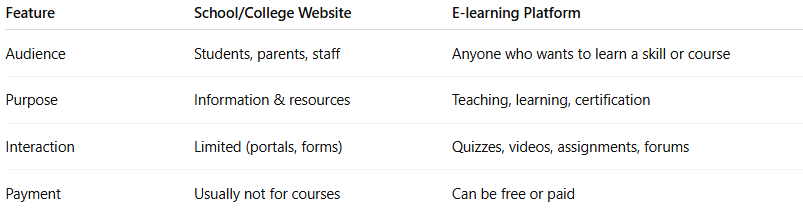 Feature School/College Website E-learning Platform
Audience Students, parents, staff Anyone who wants to learn a skill or course
Purpose Information & resources Teaching, learning, certification
Interaction Limited (portals, forms) Quizzes, videos, assignments, forums
Payment Usually not for courses Can be free or paid